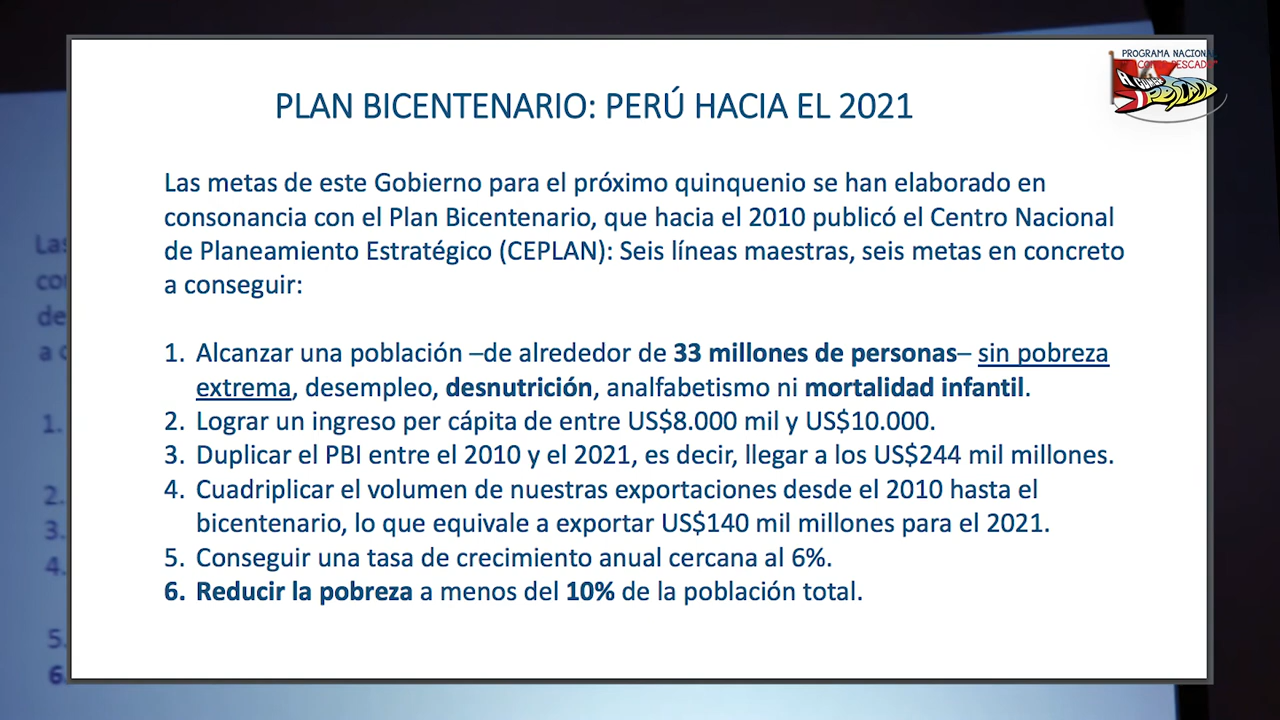 PROGRAMA NACIONAL
A COMER PESCADO
PLAN BICENTENARIO: PERÚ HACIA EL 2021
Las metas de este Gobierno para el próximo quinquenio se han elaborado en
consonancia con el Plan Bicentenario, que hacia el 2010 publicó el Centro Nacional
de Planeamiento Estratégico (CEPLAN): Seis líneas maestras, seis metas en concreto
a conseguir:
1. Alcanzar una población –de alrededor de 33 millones de personas– sin pobreza
extrema, desempleo, desnutrición, analfabetismo ni mortalidad infantil.
2. Lograr un ingreso per cápita de entre US$8.000 mil y US$10.000.
3. Duplicar el PBI entre el 2010 y el 2021, es decir, llegar a los US$244 mil millones.
4. Cuadriplicar el volumen de nuestras exportaciones desde el 2010 hasta el
bicentenario, lo que equivale a exportar US$140 mil millones para el 2021.
5. Conseguir una tasa de crecimiento anual cercana al 6%.
6. Reducir la pobreza a menos del 10% de la población total.